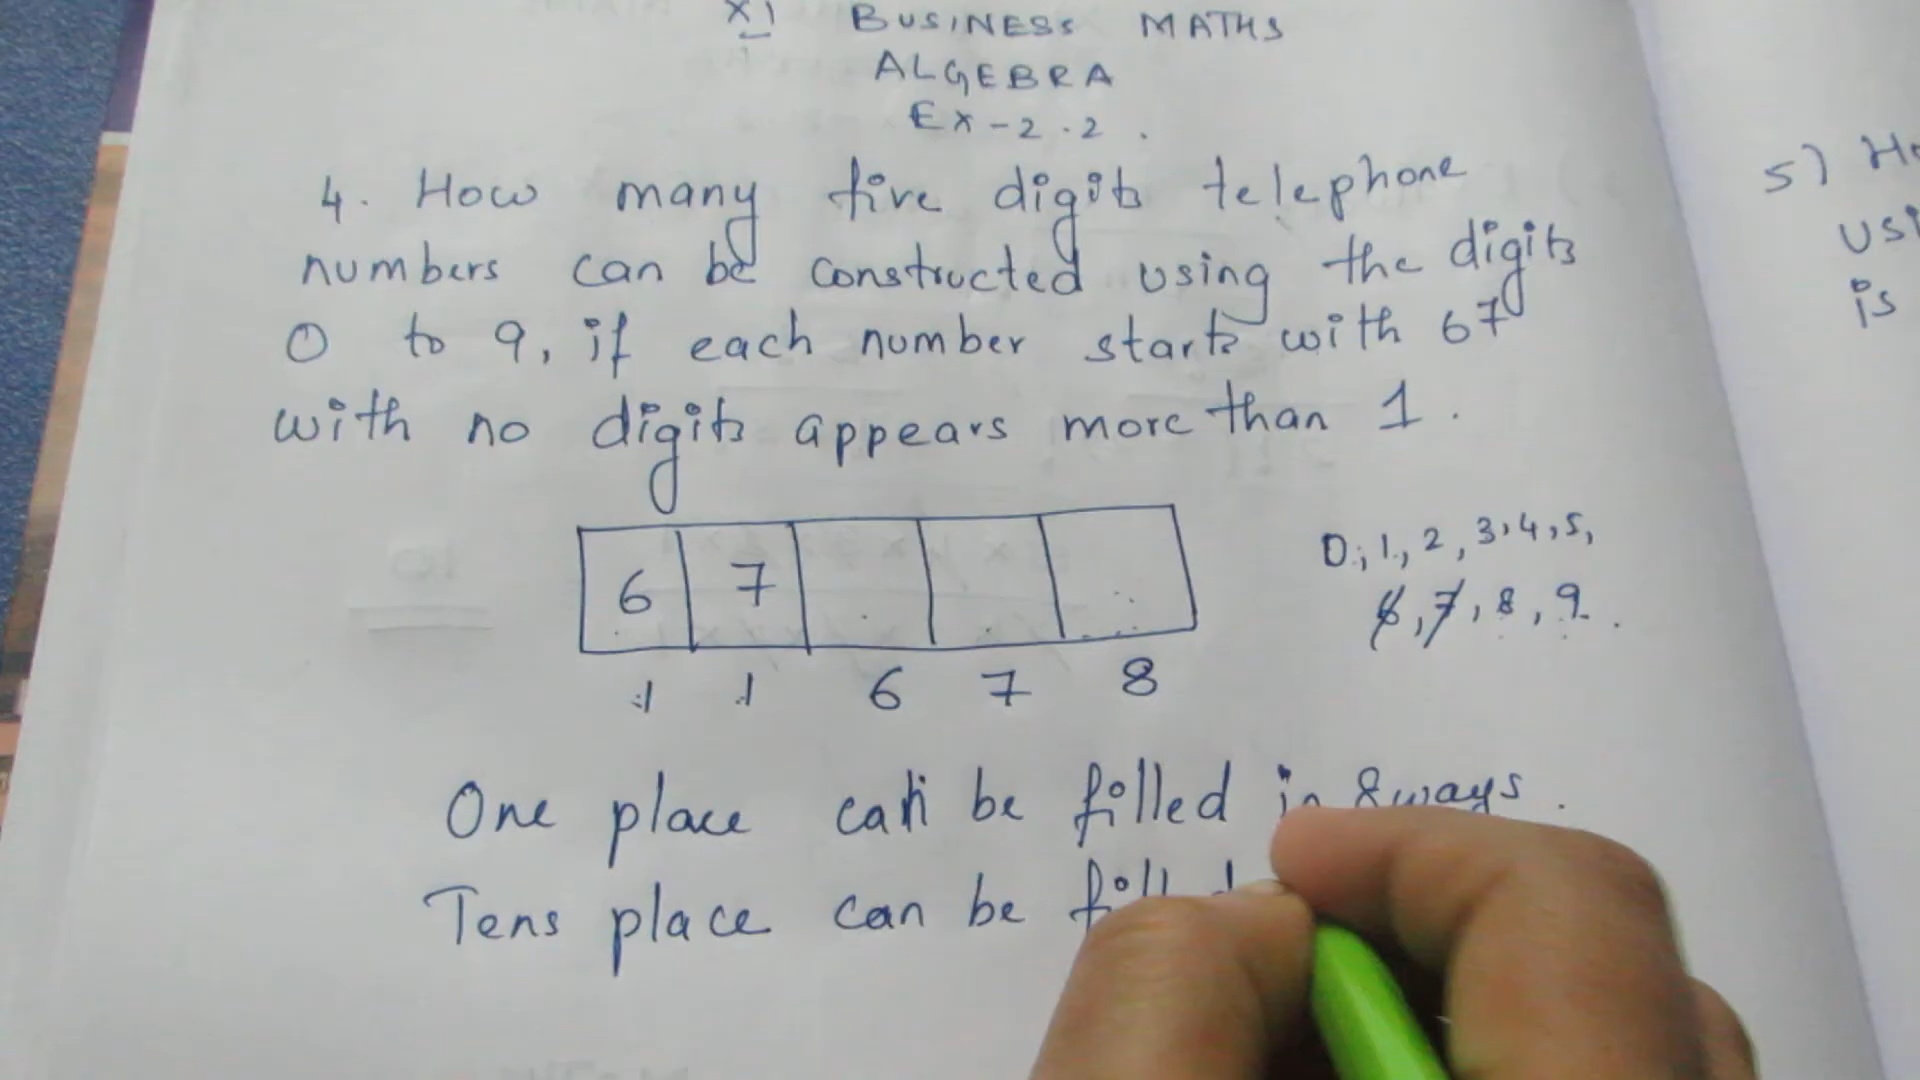 XI BUSINESS MATHS
ALGEBRA
Ex-2.2.
4. How many five digits telephone
numbers can be constructed using the digits
0 to 9, if each number starts with 67
with no digits appears more than 1.
6 7
0, 1, 2, 3, 4, 5,
6, 7, 8, 9.
1 1 6 7 8
One place can be filled in 8 ways.
Tens place can be filled
5)
is